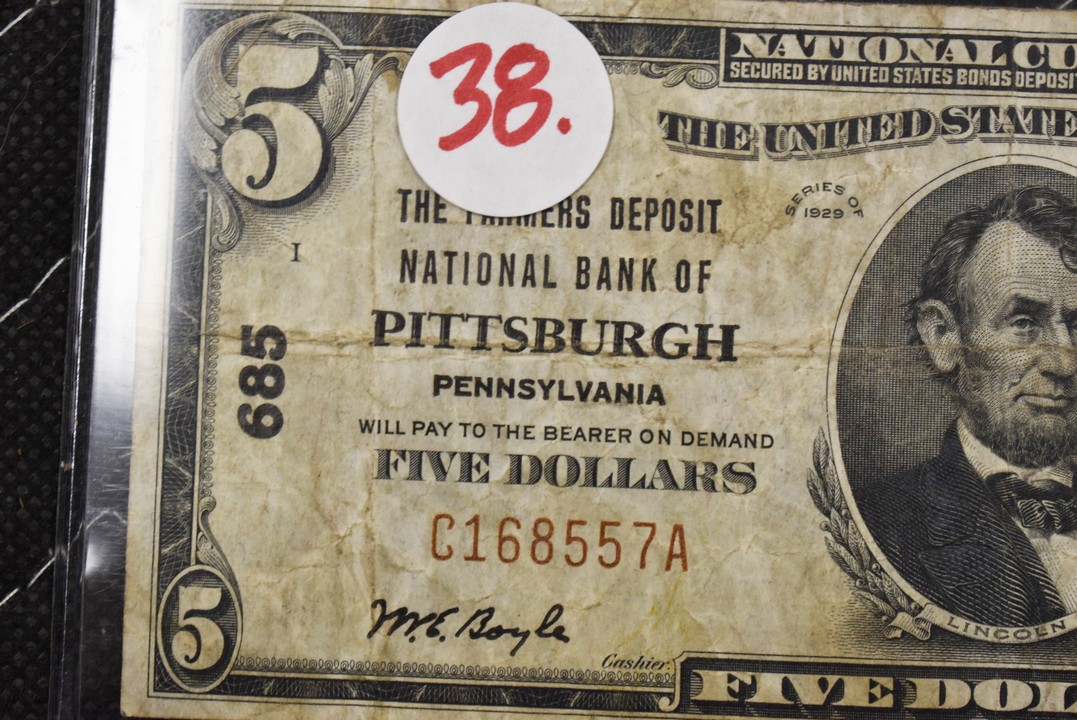 5
38.
NATIONAL CU
SECURED BY UNITED STATES BONDS DEPOSIT
THE UNITED STATE
SERIES OF
1929
THE FARMERS DEPOSIT
NATIONAL BANK OF
I
PITTSBURGH
685
PENNSYLVANIA
WILL PAY TO THE BEARER ON DEMAND
FIVE DOLLARS
C168557A
M.E. Boyle
Cashier.
LINCOLN
5
FIVE DOL